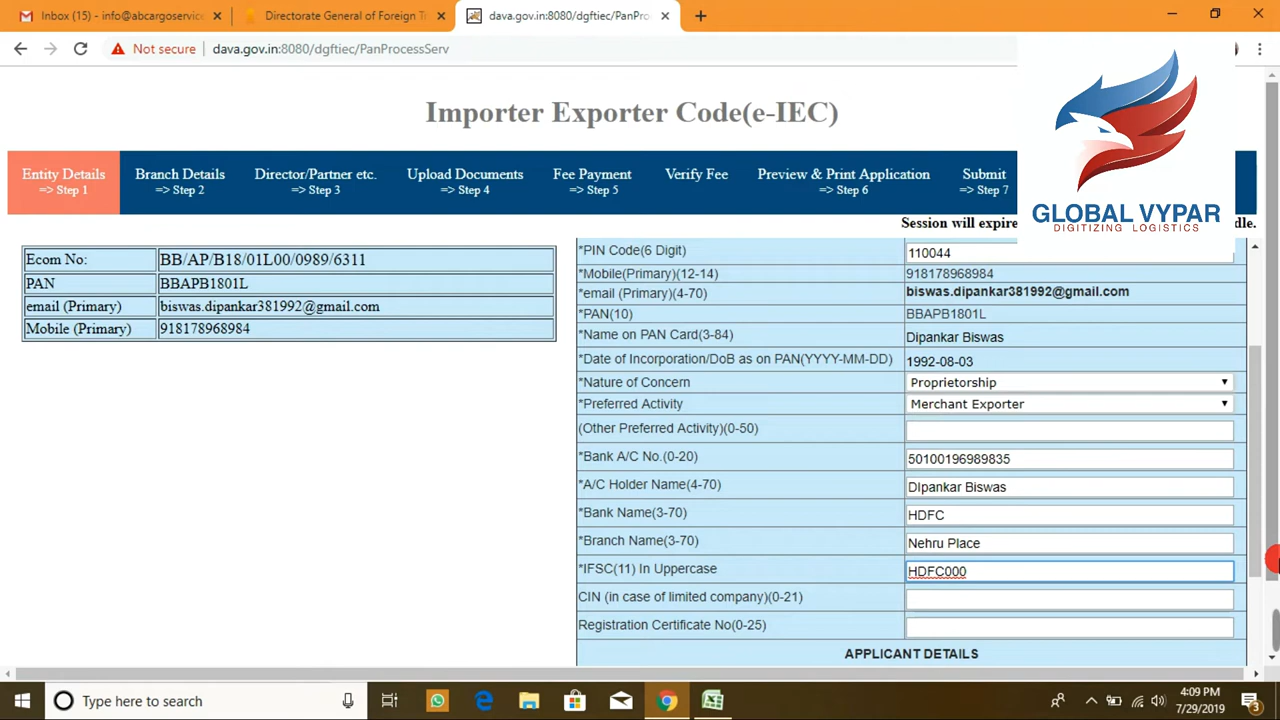 Inbox (15) - info@abcargoservice
Directorate General of Foreign T
dava.gov.in:8080/dgftiec/PanPro
Not secure
dava.gov.in:8080/dgftiec/PanProcessServ
Importer Exporter Code(e-IEC)
GLOBAL VYPAR
DIGITIZING LOGISTICS
Entity Details
=> Step 1
Branch Details
=> Step 2
Director/Partner etc.
=> Step 3
Upload Documents
=> Step 4
Fee Payment
=> Step 5
Verify Fee
Preview & Print Application
=> Step 6
Submit
=> Step 7
Session will expire dle.
Ecom No: BB/AP/B18/01L00/0989/6311
PAN BBAPB1801L
email (Primary) biswas.dipankar381992@gmail.com
Mobile (Primary) 918178968984
*PIN Code(6 Digit) 110044
*Mobile(Primary)(12-14) 918178968984
*email (Primary)(4-70) biswas.dipankar381992@gmail.com
*PAN(10) BBAPB1801L
*Name on PAN Card(3-84) Dipankar Biswas
*Date of Incorporation/DoB as on PAN(YYYY-MM-DD) 1992-08-03
*Nature of Concern Proprietorship
*Preferred Activity Merchant Exporter
(Other Preferred Activity)(0-50)
*Bank A/C No.(0-20) 50100196989835
*A/C Holder Name(4-70) DIpankar Biswas
*Bank Name(3-70) HDFC
*Branch Name(3-70) Nehru Place
*IFSC(11) In Uppercase HDFC000
CIN (in case of limited company)(0-21)
Registration Certificate No(0-25)
APPLICANT DETAILS
Type here to search
4:09 PM
7/29/2019
3